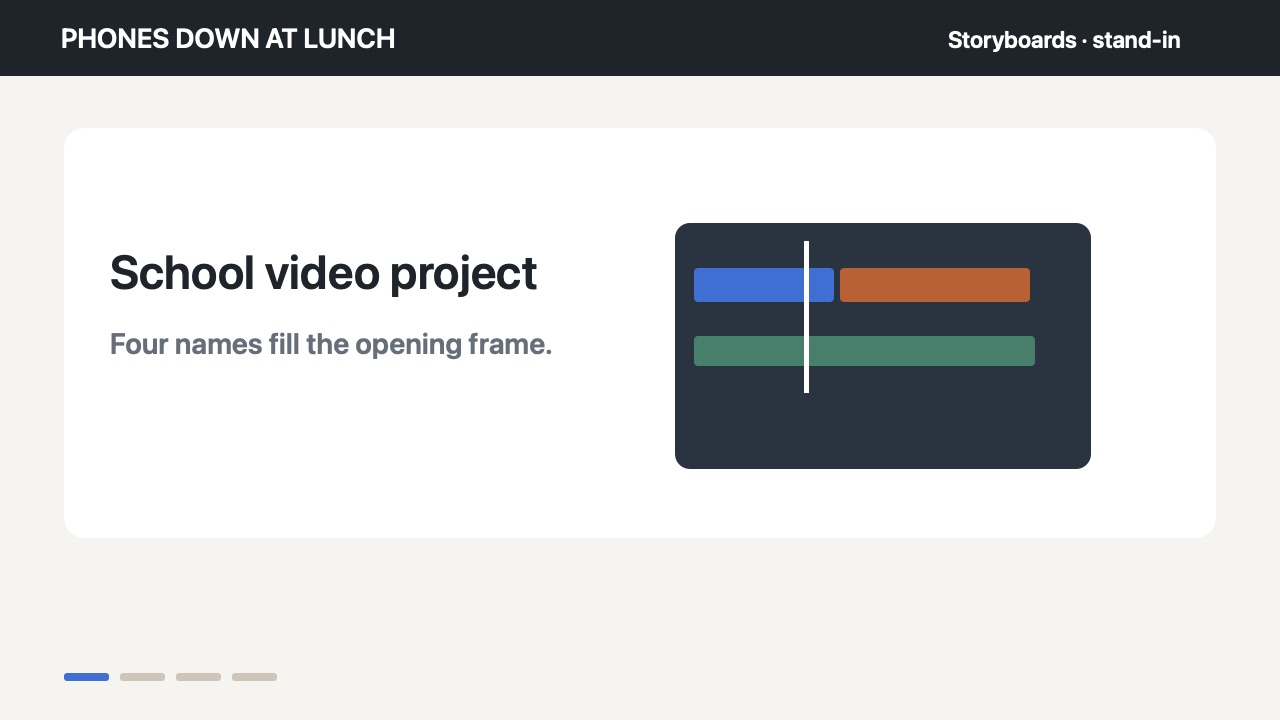 PHONES DOWN AT LUNCH
Storyboards · stand-in
School video project
Four names fill the opening frame.